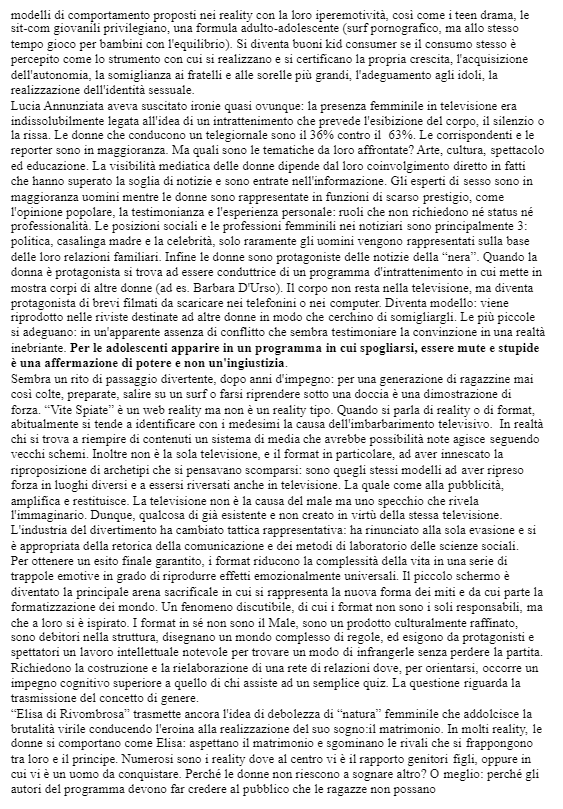 modelli di comportamento proposti nei reality con la loro iperemotività, così come i teen drama, le
sit-com giovanili privilegiano, una formula adulto-adolescente (surf pornografico, ma allo stesso
tempo gioco per bambini con l'equilibrio). Si diventa buoni kid consumer se il consumo stesso è
percepito come lo strumento con cui si realizzano e si certificano la propria crescita, l'acquisizione
dell'autonomia, la somiglianza ai fratelli e alle sorelle più grandi, l'adeguamento agli idoli, la
realizzazione dell'identità sessuale.
Lucia Annunziata aveva suscitato ironie quasi ovunque: la presenza femminile in televisione era
indissolubilmente legata all'idea di un intrattenimento che prevede l'esibizione del corpo, il silenzio o
la rissa. Le donne che conducono un telegiornale sono il 36% contro il  63%. Le corrispondenti e le
reporter sono in maggioranza. Ma quali sono le tematiche da loro affrontate? Arte, cultura, spettacolo
ed educazione. La visibilità mediatica delle donne dipende dal loro coinvolgimento diretto in fatti
che hanno superato la soglia di notizie e sono entrate nell'informazione. Gli esperti di sesso sono in
maggioranza uomini mentre le donne sono rappresentate in funzioni di scarso prestigio, come
l'opinione popolare, la testimonianza e l'esperienza personale: ruoli che non richiedono né status né
professionalità. Le posizioni sociali e le professioni femminili nei notiziari sono principalmente 3:
politica, casalinga madre e la celebrità, solo raramente gli uomini vengono rappresentati sulla base
delle loro relazioni familiari. Infine le donne sono protagoniste delle notizie della "nera". Quando la
donna è protagonista si trova ad essere conduttrice di un programma d'intrattenimento in cui mette in
mostra corpi di altre donne (ad es. Barbara D'Urso). Il corpo non resta nella televisione, ma diventa
protagonista di brevi filmati da scaricare nei telefonini o nei computer. Diventa modello: viene
riprodotto nelle riviste destinate ad altre donne in modo che cerchino di somigliargli. Le più piccole
si adeguano: in un'apparente assenza di conflitto che sembra testimoniare la convinzione in una realtà
inebriante. Per le adolescenti apparire in un programma in cui spogliarsi, essere mute e stupide
è una affermazione di potere e non un'ingiustizia.
Sembra un rito di passaggio divertente, dopo anni d'impegno: per una generazione di ragazzine mai
così colte, preparate, salire su un surf o farsi riprendere sotto una doccia è una dimostrazione di
forza. "Vite Spiate" è un web reality ma non è un reality tipo. Quando si parla di reality o di format,
abitualmente si tende a identificare con i medesimi la causa dell'imbarbarimento televisivo.  In realtà
chi si trova a riempire di contenuti un sistema di media che avrebbe possibilità note agisce seguendo
vecchi schemi. Inoltre non è la sola televisione, e il format in particolare, ad aver innescato la
riproposizione di archetipi che si pensavano scomparsi: sono quegli stessi modelli ad aver ripreso
forza in luoghi diversi e a essersi riversati anche in televisione. La quale come alla pubblicità,
amplifica e restituisce. La televisione non è la causa del male ma uno specchio che rivela
l'immaginario. Dunque, qualcosa di già esistente e non creato in virtù della stessa televisione.
L'industria del divertimento ha cambiato tattica rappresentativa: ha rinunciato alla sola evasione e si
è appropriata della retorica della comunicazione e dei metodi di laboratorio delle scienze sociali.
Per ottenere un esito finale garantito, i format riducono la complessità della vita in una serie di
trappole emotive in grado di riprodurre effetti emozionalmente universali. Il piccolo schermo è
diventato la principale arena sacrificale in cui si rappresenta la nuova forma dei miti e da cui parte la
formatizzazione dei mondo. Un fenomeno discutibile, di cui i format non sono i soli responsabili, ma
che a loro si è ispirato. I format in sé non sono il Male, sono un prodotto culturalmente raffinato,
sono debitori nella struttura, disegnano un mondo complesso di regole, ed esigono da protagonisti e
spettatori un lavoro intellettuale notevole per trovare un modo di infrangerle senza perdere la partita.
Richiedono la costruzione e la rielaborazione di una rete di relazioni dove, per orientarsi, occorre un
impegno cognitivo superiore a quello di chi assiste ad un semplice quiz. La questione riguarda la
trasmissione del concetto di genere.
"Elisa di Rivombrosa" trasmette ancora l'idea di debolezza di "natura" femminile che addolcisce la
brutalità virile conducendo l'eroina alla realizzazione del suo sogno:il matrimonio. In molti reality, le
donne si comportano come Elisa: aspettano il matrimonio e sgominano le rivali che si frappongono
tra loro e il principe. Numerosi sono i reality dove al centro vi è il rapporto genitori figli, oppure in
cui vi è un uomo da conquistare. Perché le donne non riescono a sognare altro? O meglio: perché gli
autori del programma devono far credere al pubblico che le ragazze non possano